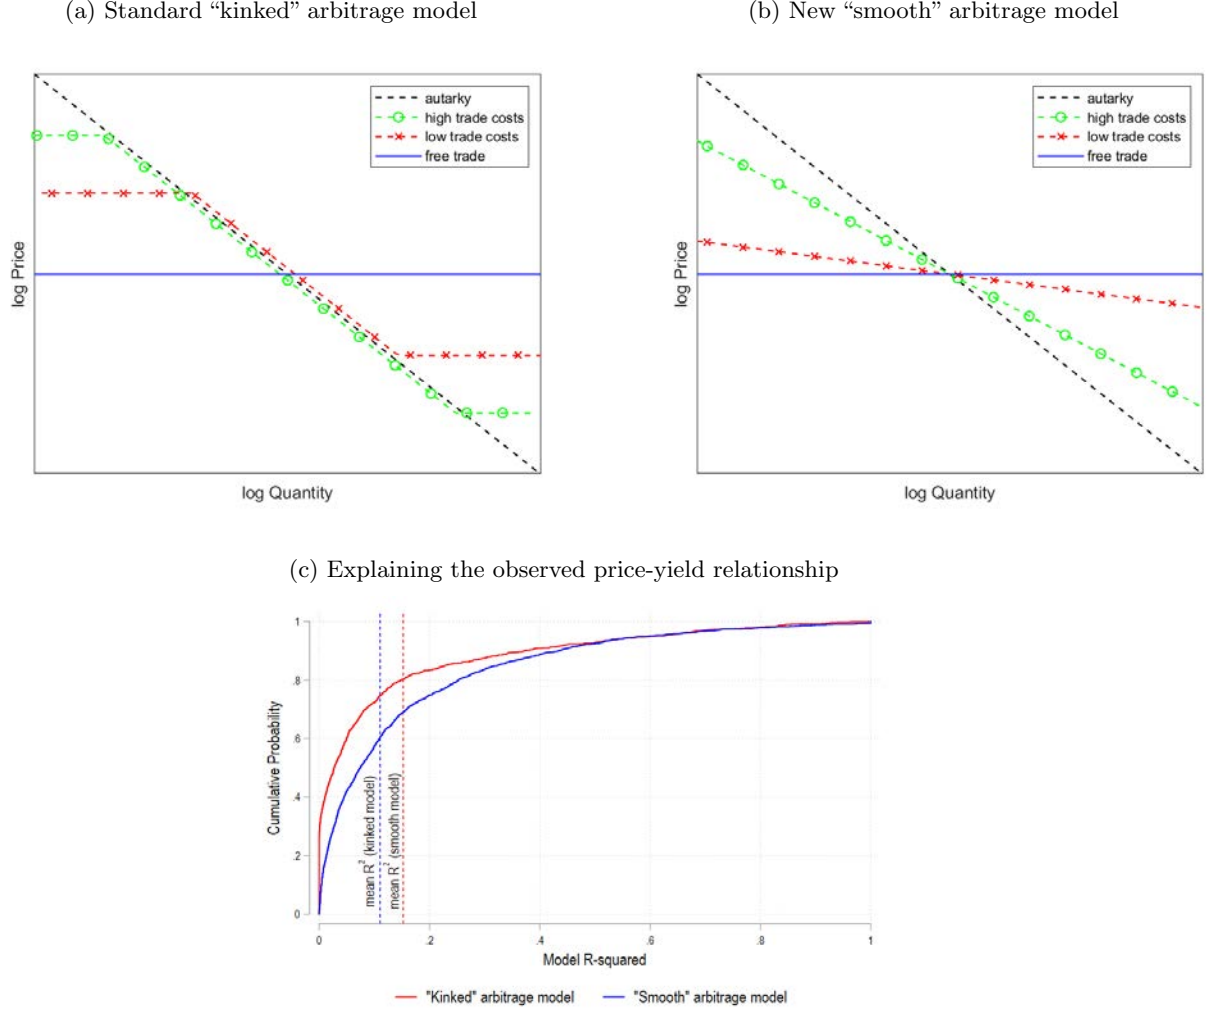 (a) Standard “kinked” arbitrage model
(b) New “smooth” arbitrage model
autarky
high trade costs
low trade costs
free trade
log Price
log Quantity
autarky
high trade costs
low trade costs
free trade
log Price
log Quantity
(c) Explaining the observed price-yield relationship
1
.8
.6
.4
.2
0
Cumulative Probability
mean R² (kinked model)
mean R² (smooth model)
0 .2 .4 .6 .8 1
Model R-squared
"Kinked" arbitrage model "Smooth" arbitrage model